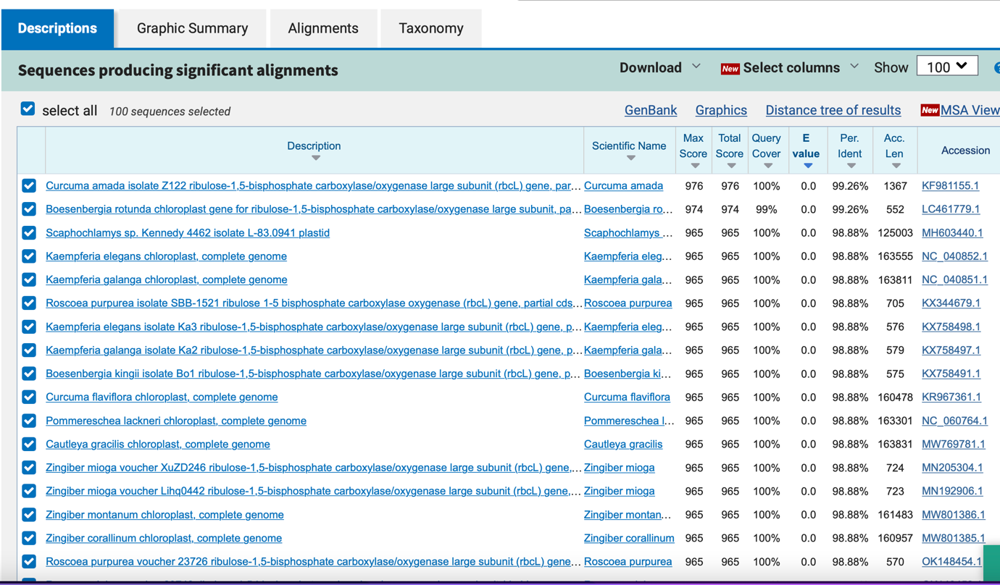 Descriptions Graphic Summary Alignments Taxonomy
Sequences producing significant alignments Download New Select columns Show 100
select all 100 sequences selected GenBank Graphics Distance tree of results New MSA View
Description Scientific Name Max Score Total Score Query Cover E value Per. Ident Acc. Len Accession
Curcuma amada isolate Z122 ribulose-1,5-bisphosphate carboxylase/oxygenase large subunit (rbcL) gene, par... Curcuma amada 976 976 100% 0.0 99.26% 1367 KF981155.1
Boesenbergia rotunda chloroplast gene for ribulose-1,5-bisphosphate carboxylase/oxygenase large subunit, pa... Boesenbergia ro... 974 974 99% 0.0 99.26% 552 LC461779.1
Scaphochlamys sp. Kennedy 4462 isolate L-83.0941 plastid Scaphochlamys ... 965 965 100% 0.0 98.88% 125003 MH603440.1
Kaempferia elegans chloroplast, complete genome Kaempferia eleg... 965 965 100% 0.0 98.88% 163555 NC_040852.1
Kaempferia galanga chloroplast, complete genome Kaempferia gala... 965 965 100% 0.0 98.88% 163811 NC_040851.1
Roscoea purpurea isolate SBB-1521 ribulose 1-5 bisphosphate carboxylase oxygenase (rbcL) gene, partial cds... Roscoea purpurea 965 965 100% 0.0 98.88% 705 KX344679.1
Kaempferia elegans isolate Ka3 ribulose-1,5-bisphosphate carboxylase/oxygenase large subunit (rbcL) gene, p... Kaempferia eleg... 965 965 100% 0.0 98.88% 576 KX758498.1
Kaempferia galanga isolate Ka2 ribulose-1,5-bisphosphate carboxylase/oxygenase large subunit (rbcL) gene, p... Kaempferia gala... 965 965 100% 0.0 98.88% 579 KX758497.1
Boesenbergia kingii isolate Bo1 ribulose-1,5-bisphosphate carboxylase/oxygenase large subunit (rbcL) gene, p... Boesenbergia ki... 965 965 100% 0.0 98.88% 575 KX758491.1
Curcuma flaviflora chloroplast, complete genome Curcuma flaviflora 965 965 100% 0.0 98.88% 160478 KR967361.1
Pommereschea lackneri chloroplast, complete genome Pommereschea l... 965 965 100% 0.0 98.88% 163301 NC_060764.1
Cautleya gracilis chloroplast, complete genome Cautleya gracilis 965 965 100% 0.0 98.88% 163831 MW769781.1
Zingiber mioga voucher XuZD246 ribulose-1,5-bisphosphate carboxylase/oxygenase large subunit (rbcL) gene,... Zingiber mioga 965 965 100% 0.0 98.88% 724 MN205304.1
Zingiber mioga voucher Lihq0442 ribulose-1,5-bisphosphate carboxylase/oxygenase large subunit (rbcL) gene,... Zingiber mioga 965 965 100% 0.0 98.88% 723 MN192906.1
Zingiber montanum chloroplast, complete genome Zingiber montan... 965 965 100% 0.0 98.88% 161483 MW801386.1
Zingiber corallinum chloroplast, complete genome Zingiber corallinum 965 965 100% 0.0 98.88% 160957 MW801385.1
Roscoea purpurea voucher 23726 ribulose-1,5-bisphosphate carboxylase/oxygenase large subunit (rbcL) gene... Roscoea purpurea 965 965 100% 0.0 98.88% 570 OK148454.1